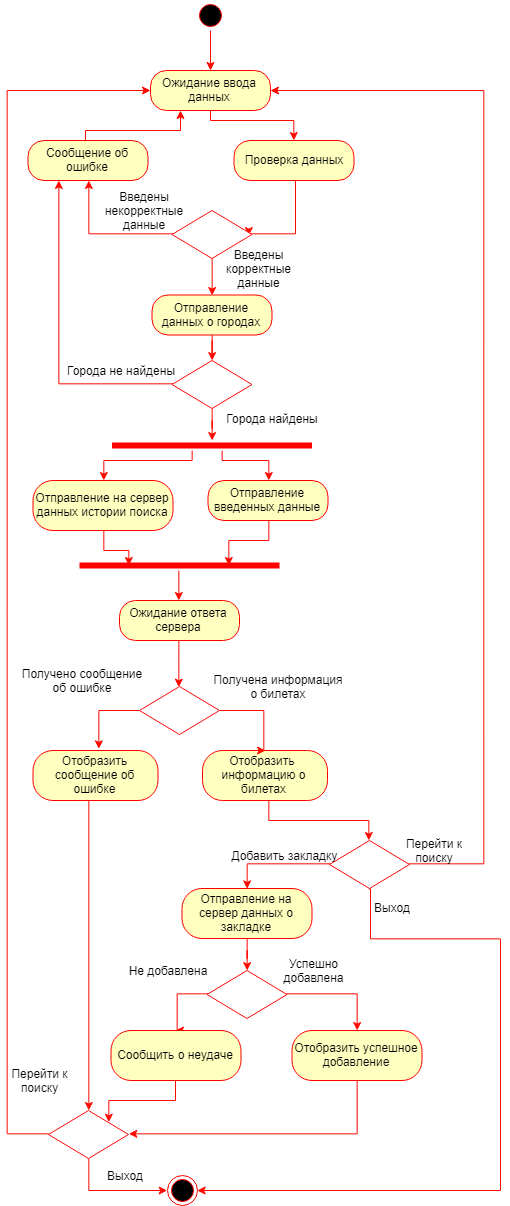 Ожидание ввода
данных
Сообщение об
ошибке
Проверка данных
Введены
некорректные
данные
Введены
корректные
данные
Отправление
данных о городах
Города не найдены
Города найдены
Отправление на сервер
данных истории поиска
Отправление
введенных данные
Ожидание ответа
сервера
Получено сообщение
об ошибке
Получена информация
о билетах
Отобразить
сообщение об
ошибке
Отобразить
информацию о
билетах
Добавить закладку
Перейти к
поиску
Отправление на
сервер данных о
закладке
Выход
Не добавлена
Успешно
добавлена
Сообщить о неудаче
Отобразить успешное
добавление
Перейти к
поиску
Выход